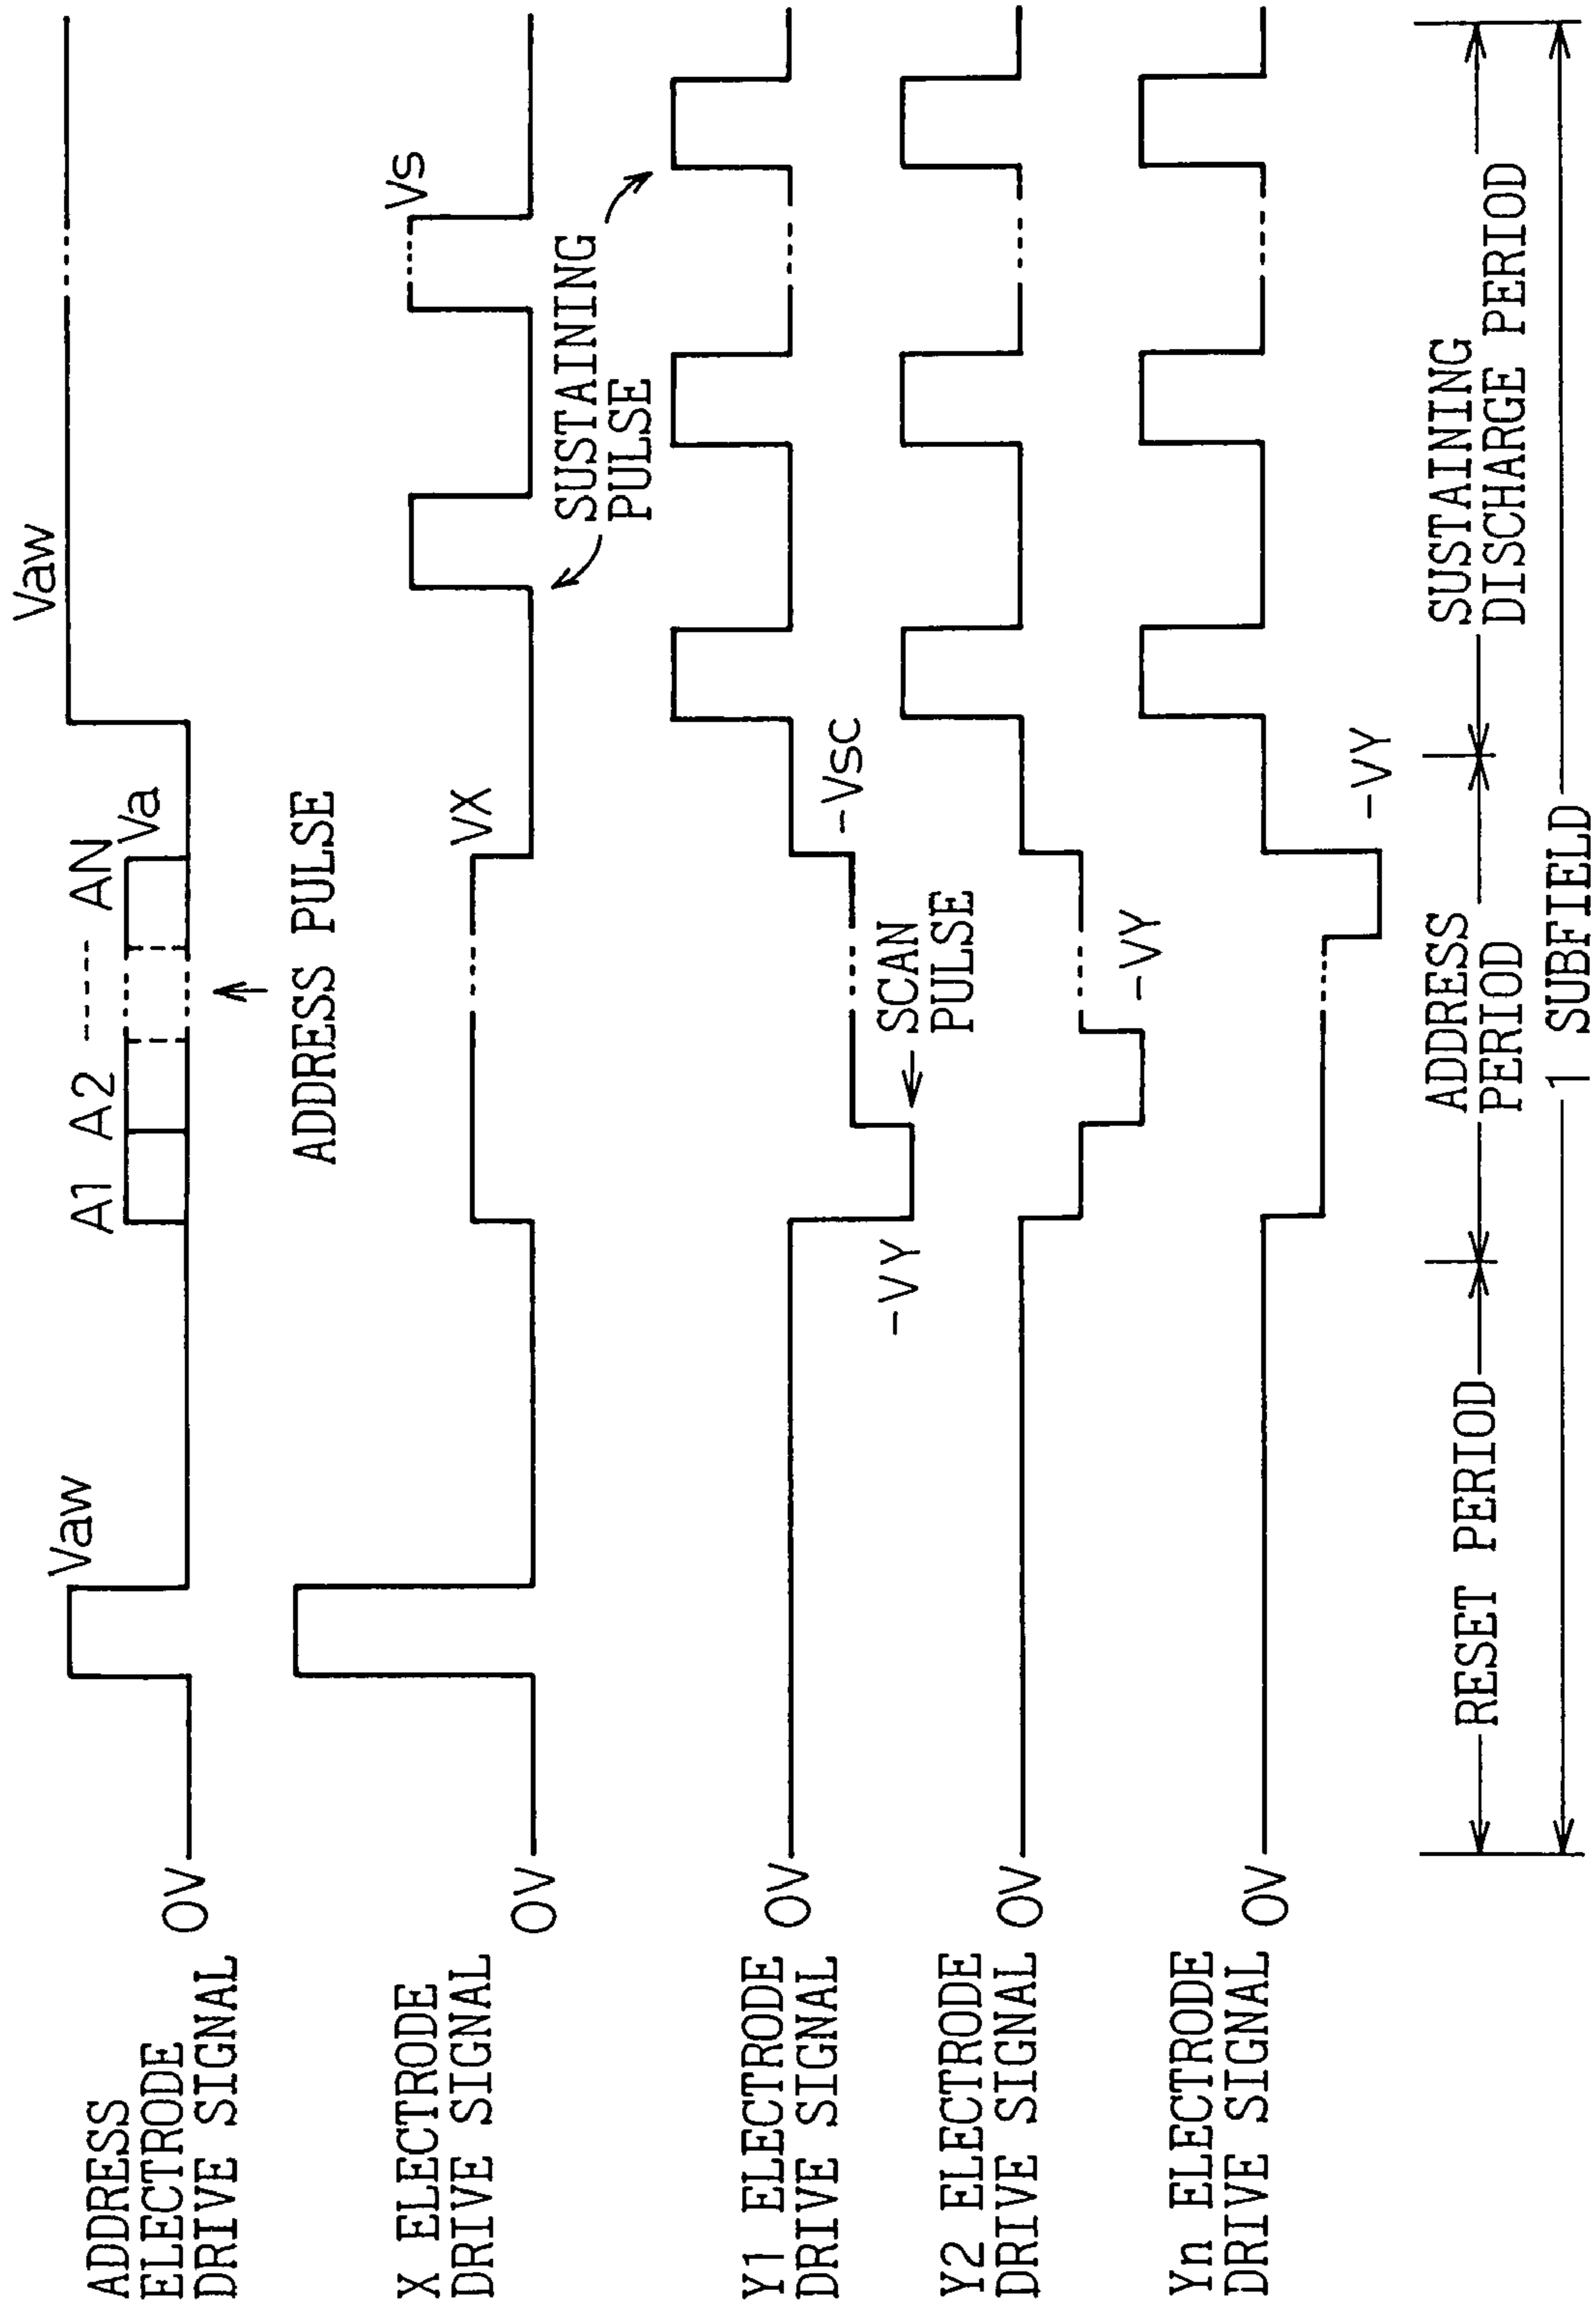 ADDRESS
ELECTRODE
DRIVE SIGNAL
0V
Vaw
A1 A2 ----- AN
Va
Vaw
ADDRESS PULSE
X ELECTRODE
DRIVE SIGNAL
0V
VX
Vs
SUSTAINING
PULSE
Y1 ELECTRODE
DRIVE SIGNAL
0V
-VY
-Vsc
SCAN
PULSE
Y2 ELECTRODE
DRIVE SIGNAL
0V
-VY
Yn ELECTRODE
DRIVE SIGNAL
0V
-VY
RESET PERIOD
ADDRESS
PERIOD
SUSTAINING
DISCHARGE PERIOD
1 SUBFIELD